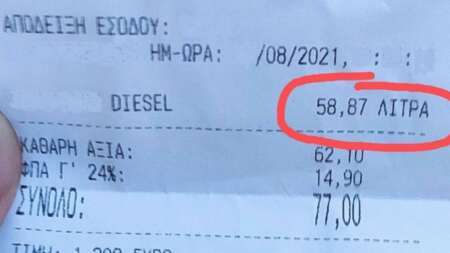 ΑΠΟΔΕΙΞΗ ΕΣΟΔΟΥ:
ΗΜ-ΩΡΑ: /08/2021, : :
DIESEL 58,87 ΛΙΤΡΑ
ΚΑΘΑΡΗ ΑΞΙΑ: 62,10
ΦΠΑ Γ' 24%: 14,90
ΣΥΝΟΛΟ: 77,00